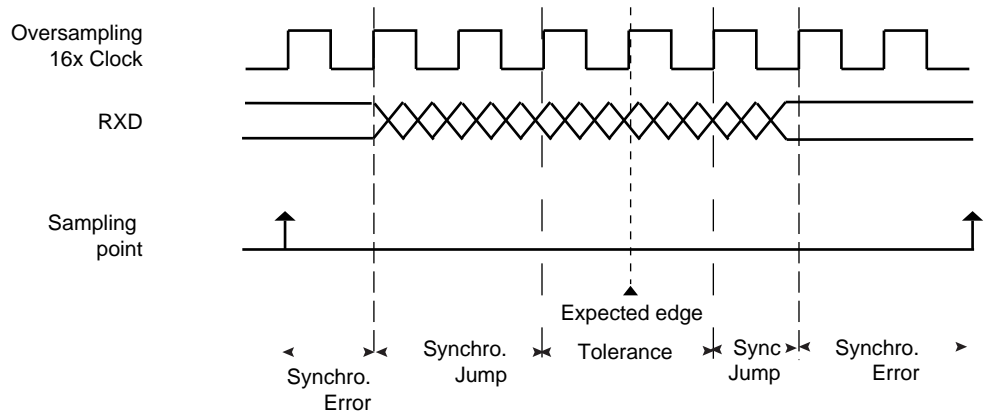 Oversampling
16x Clock
RXD
Sampling
point
Expected edge
Synchro.
Error
Synchro.
Jump
Tolerance
Sync
Jump
Synchro.
Error